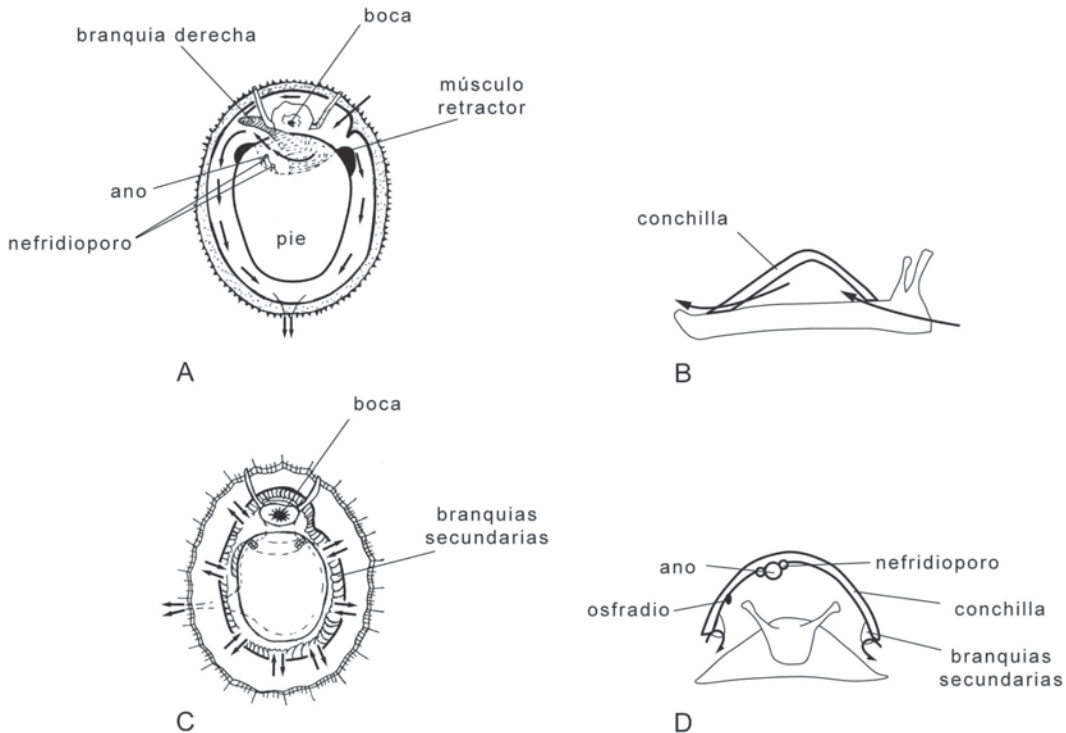 boca
branquia derecha
músculo
retractor
ano
nefridioporo
pie
A
conchilla
B
boca
branquias
secundarias
C
ano
nefridioporo
osfradio
conchilla
branquias
secundarias
D